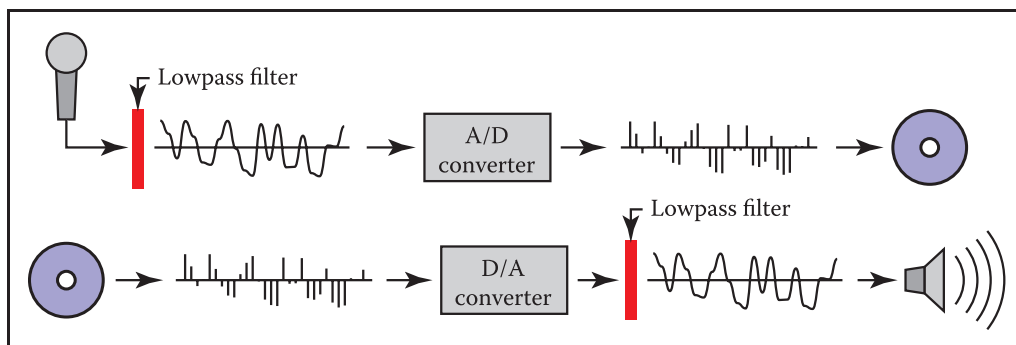 Lowpass filter
A/D
converter
Lowpass filter
D/A
converter